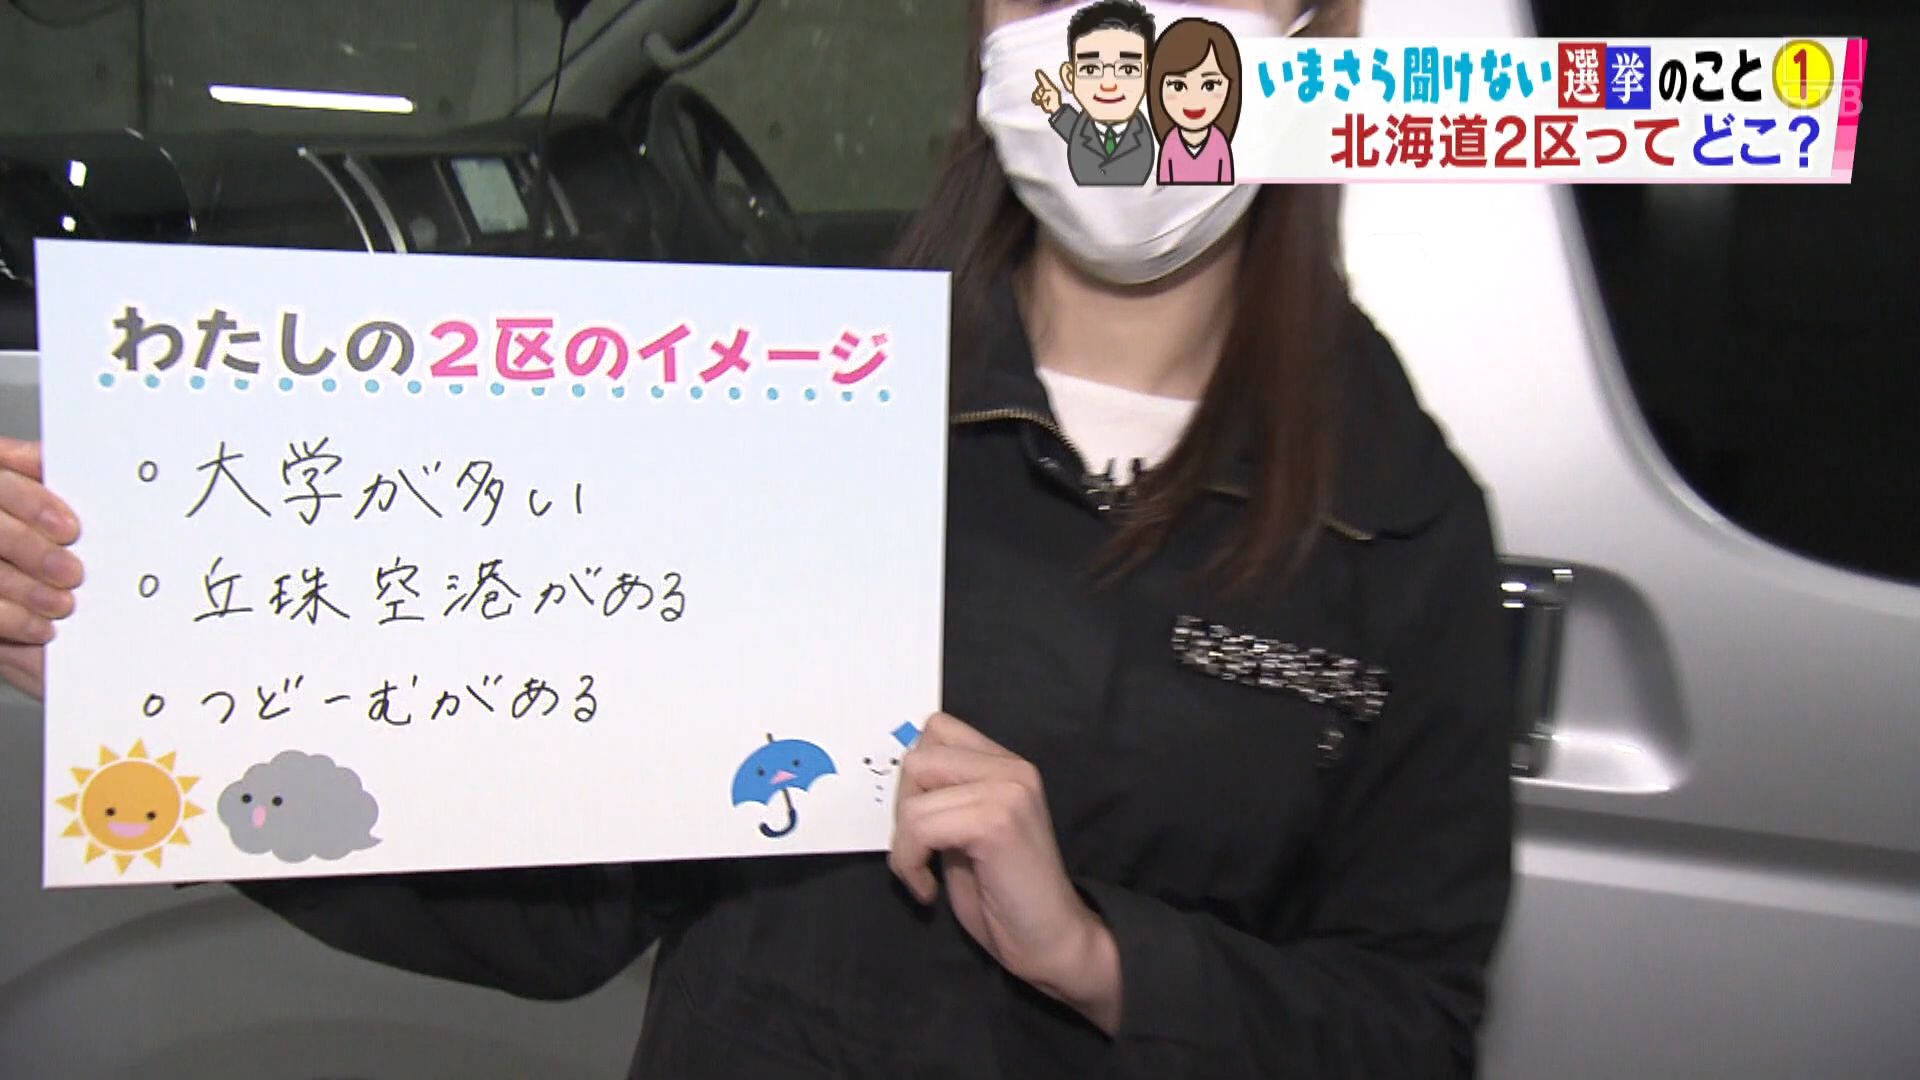 いまさら聞けない選挙のこと1
HTB
北海道2区ってどこ？
わたしの2区のイメージ
大学が多い
丘珠空港がある
つどーむがある